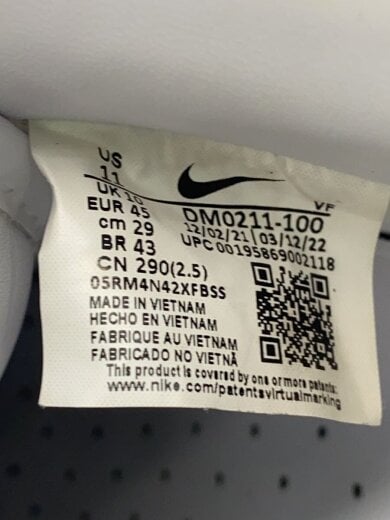 US
11
UK 10
EUR 45
cm 29
BR 43
CN 290(2.5)
VF
DM0211-100
12/02/21 | 03/12/22
UPC 00195869002118
05RM4N42XFBSS
MADE IN VIETNAM
HECHO EN VIETNAM
FABRIQUE AU VIETNAM
FABRICADO NO VIETNÃ
This product is covered by one or more patents:
www.nike.com/patentsvirtualmarking